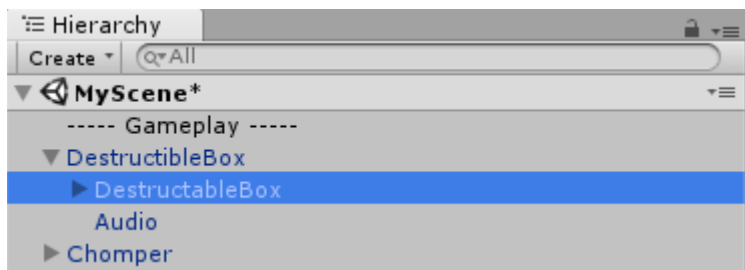 Hierarchy
Create All
MyScene*
----- Gameplay -----
DestructibleBox
DestructableBox
Audio
Chomper